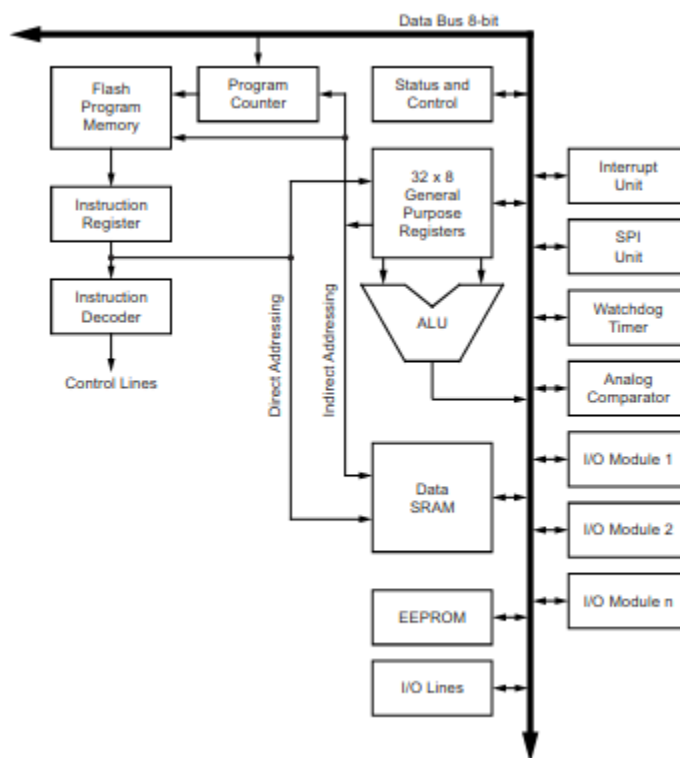 Data Bus 8-bit
Flash
Program
Memory
Program
Counter
Status and
Control
32 x 8
General
Purpose
Registers
Interrupt
Unit
Instruction
Register
SPI
Unit
Instruction
Decoder
ALU
Watchdog
Timer
Control Lines
Direct Addressing
Indirect Addressing
Analog
Comparator
I/O Module 1
Data
SRAM
I/O Module 2
I/O Module n
EEPROM
I/O Lines